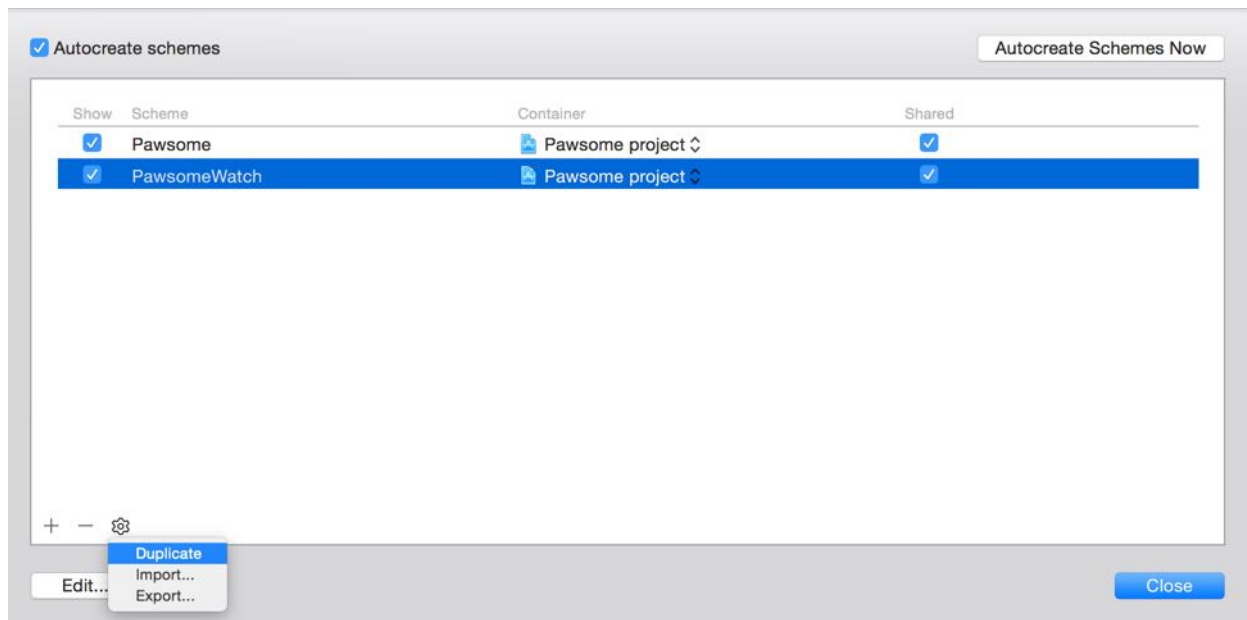 Autocreate schemes Autocreate Schemes Now
Show Scheme Container Shared
Pawsome Pawsome project
PawsomeWatch Pawsome project
Duplicate
Import...
Edit... Close
Export...